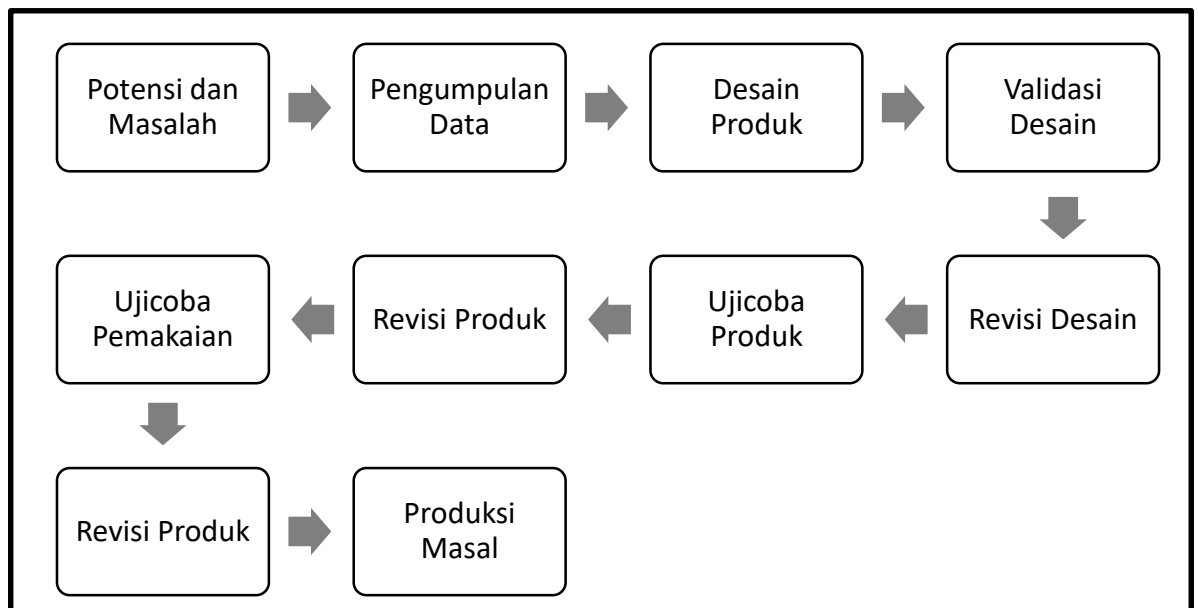 Potensi dan
Masalah
Pengumpulan
Data
Desain
Produk
Validasi
Desain
Revisi Desain
Ujicoba
Produk
Revisi Produk
Ujicoba
Pemakaian
Revisi Produk
Produksi
Masal